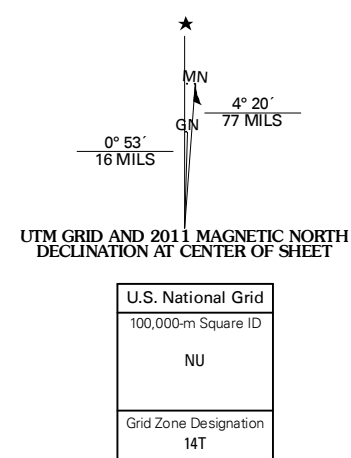 ★
MN
GN
4° 20´
77 MILS
0° 53´
16 MILS
UTM GRID AND 2011 MAGNETIC NORTH
DECLINATION AT CENTER OF SHEET
U.S. National Grid
100,000-m Square ID
NU
Grid Zone Designation
14T